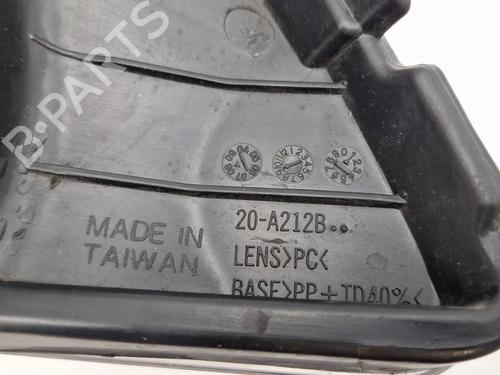 B-PARTS
MADE IN
TAIWAN
20-A212B
LENS>PC<
BASE>PP+TD40%<